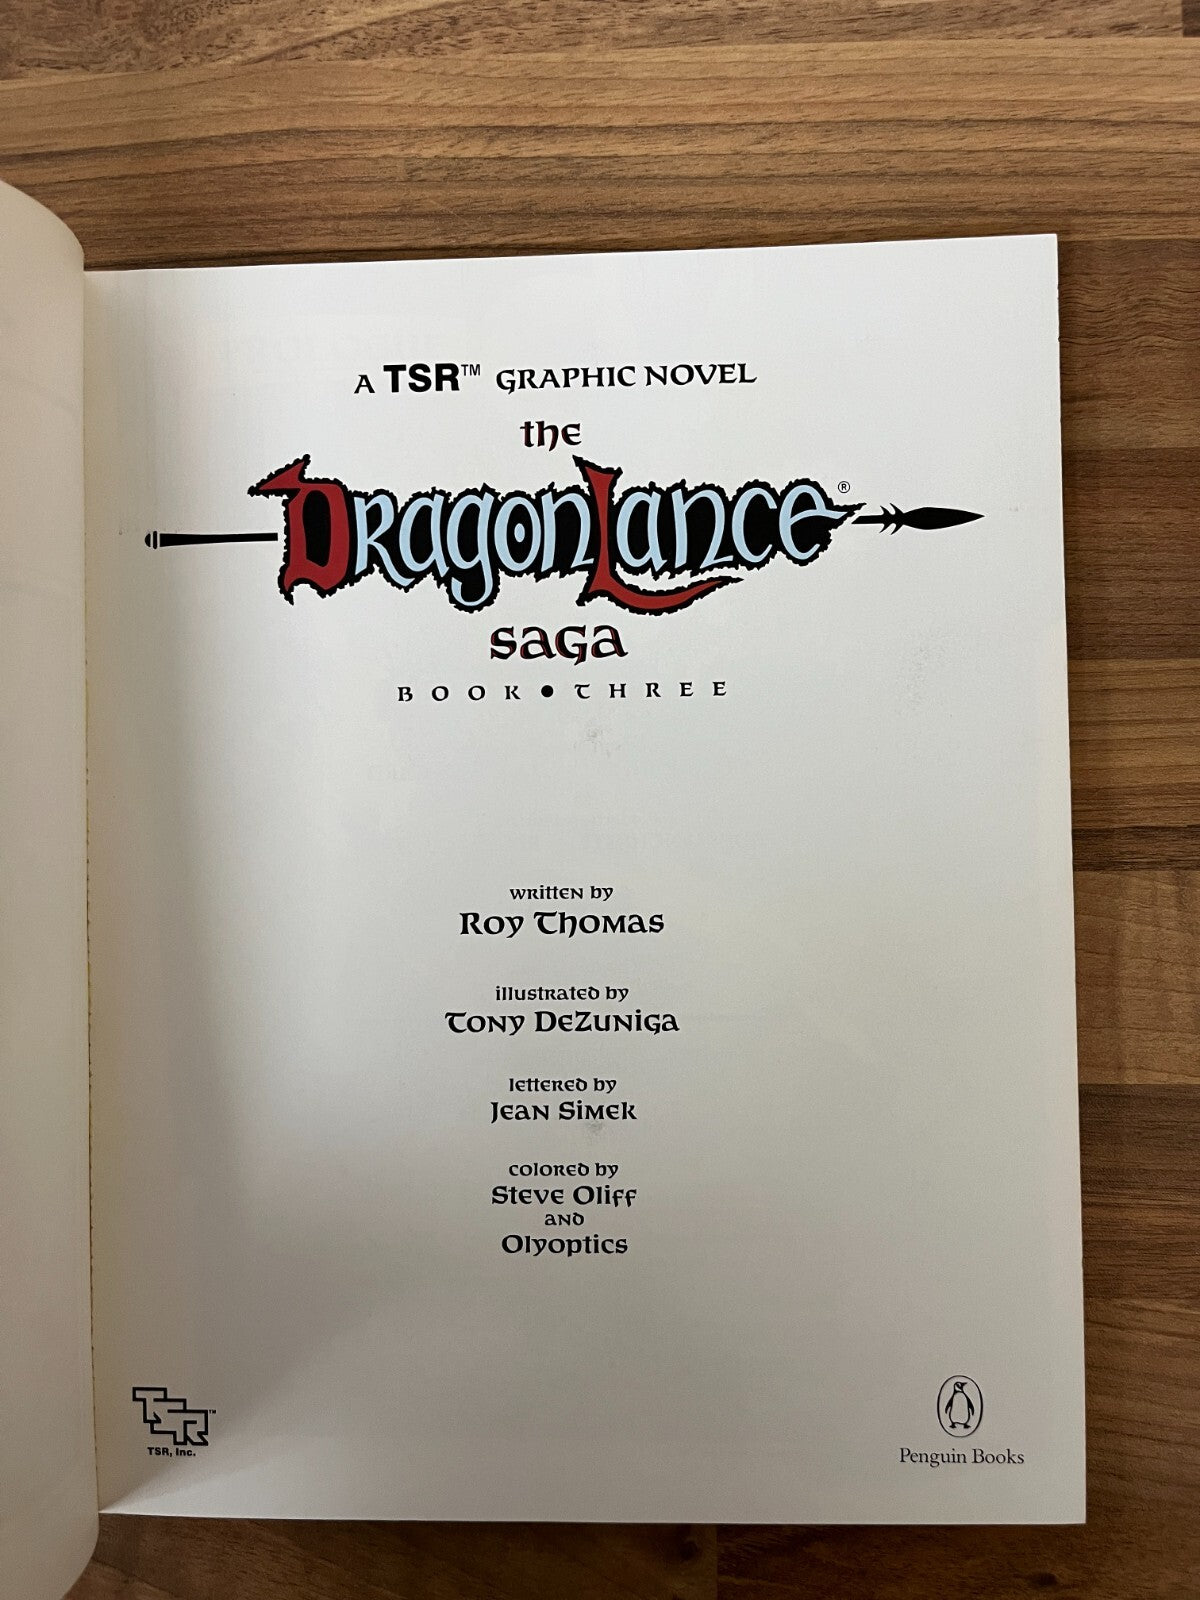 A TSR™ GRAPHIC NOVEL
the
DragonLance®
SAGA
BOOK • THREE
written by
Roy Thomas
illustrated by
Tony DeZuniga
lettered by
Jean Simek
colored by
Steve Oliff
and
Olyoptics
TSR™
TSR, Inc.
Penguin Books